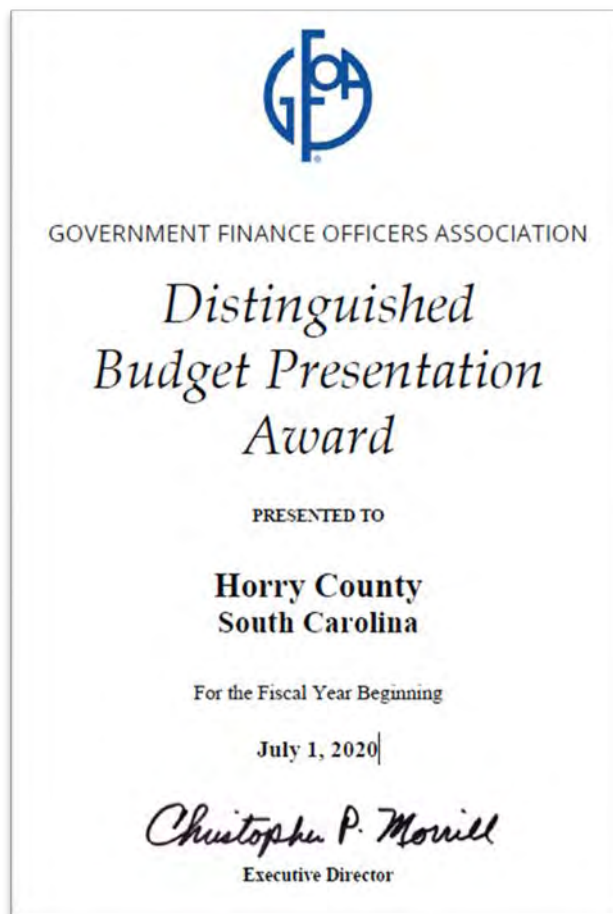 GFOA
GOVERNMENT FINANCE OFFICERS ASSOCIATION
Distinguished
Budget Presentation
Award
PRESENTED TO
Horry County
South Carolina
For the Fiscal Year Beginning
July 1, 2020
Christopher P. Morrill
Executive Director